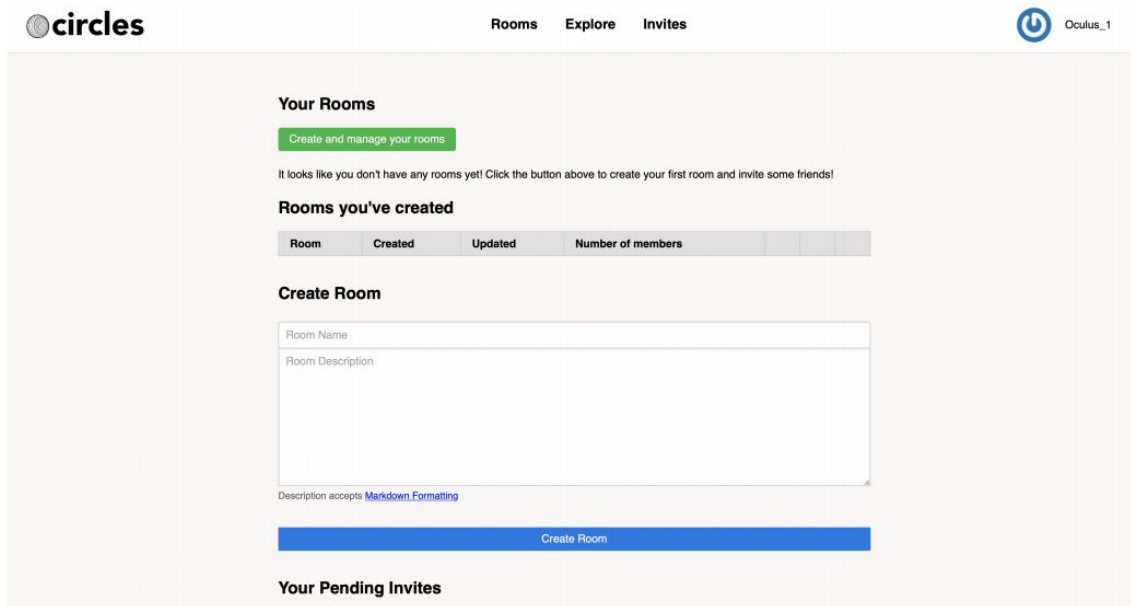 circles
Rooms Explore Invites
Oculus_1
Your Rooms
Create and manage your rooms
It looks like you don't have any rooms yet! Click the button above to create your first room and invite some friends!
Rooms you've created
Room Created Updated Number of members
Create Room
Room Name
Room Description
Description accepts Markdown Formatting
Create Room
Your Pending Invites